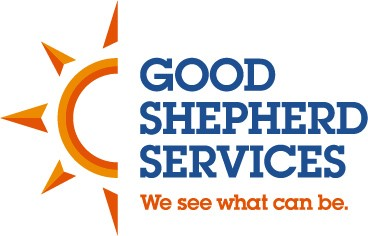 GOOD
SHEPHERD
SERVICES
We see what can be.